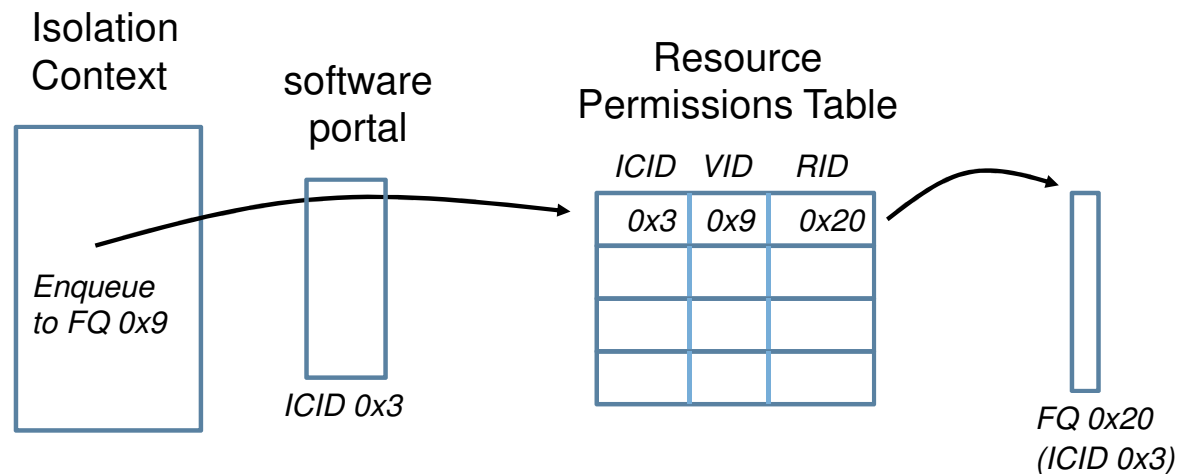 Isolation
Context
software
portal
Resource
Permissions Table
ICID VID RID
0x3 0x9 0x20
Enqueue
to FQ 0x9
ICID 0x3
FQ 0x20
(ICID 0x3)